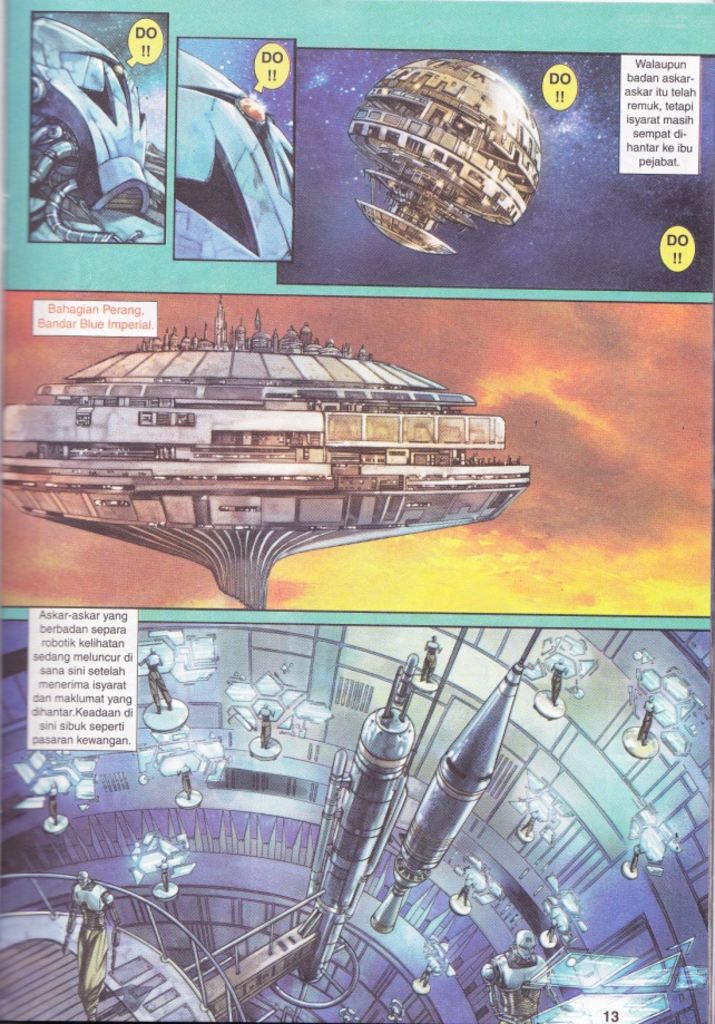 DO
!!
DO
!!
DO
!!
Walaupun
badan askar-
askar itu telah
remuk, tetapi
isyarat masih
sempat di-
hantar ke ibu
pejabat.
DO
!!
Bahagian Perang,
Bandar Blue Imperial.
Askar-askar yang
berbadan separa
robotik kelihatan
sedang meluncur di
sana sini setelah
menerima isyarat
dan maklumat yang
dihantar.Keadaan di
sini sibuk seperti
pasaran kewangan.
13